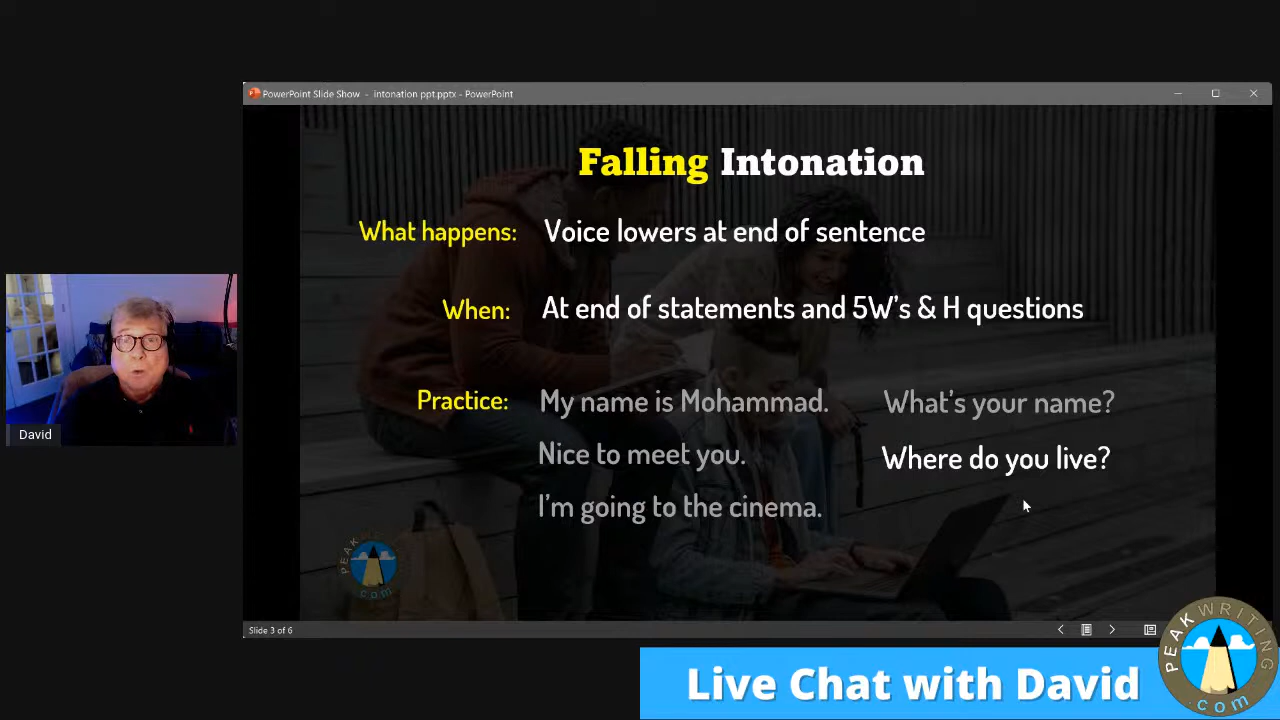 PowerPoint Slide Show - intonation ppt.pptx - PowerPoint
Falling Intonation
What happens: Voice lowers at end of sentence
When: At end of statements and 5W's & H questions
Practice: My name is Mohammad. What's your name?
Nice to meet you. Where do you live?
I'm going to the cinema.
David
PEAK WRITING
.com
Slide 3 of 6
Live Chat with David
PEAKWRITING
.com